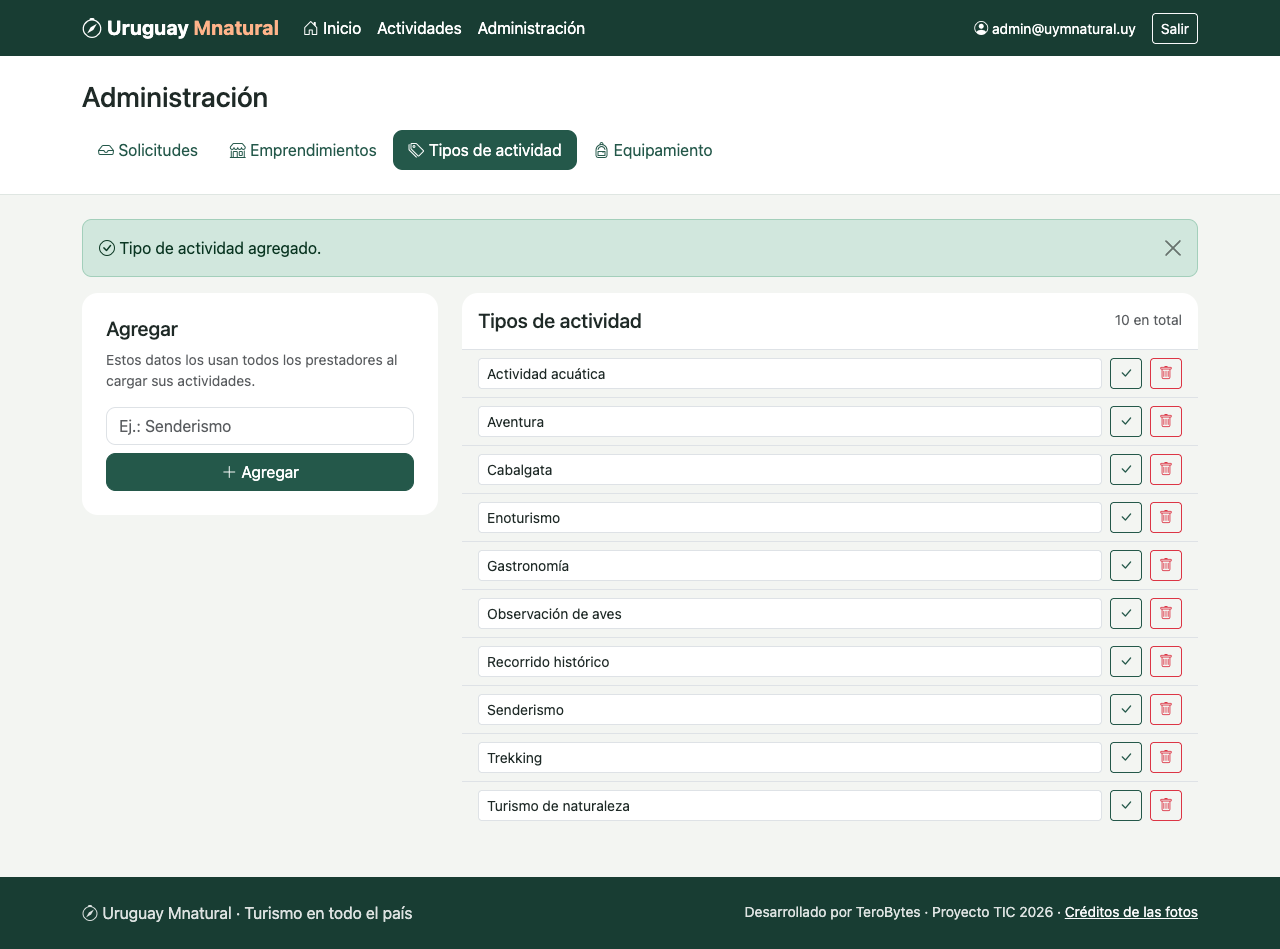 Uruguay Mnatural Inicio Actividades Administración admin@uymnatural.uy Salir
Administración
Solicitudes Emprendimientos Tipos de actividad Equipamiento
Tipo de actividad agregado.
Agregar
Estos datos los usan todos los prestadores al
cargar sus actividades.
Ej.: Senderismo
Agregar
Tipos de actividad 10 en total
Actividad acuática
Aventura
Cabalgata
Enoturismo
Gastronomía
Observación de aves
Recorrido histórico
Senderismo
Trekking
Turismo de naturaleza
Uruguay Mnatural · Turismo en todo el país
Desarrollado por TeroBytes · Proyecto TIC 2026 · Créditos de las fotos